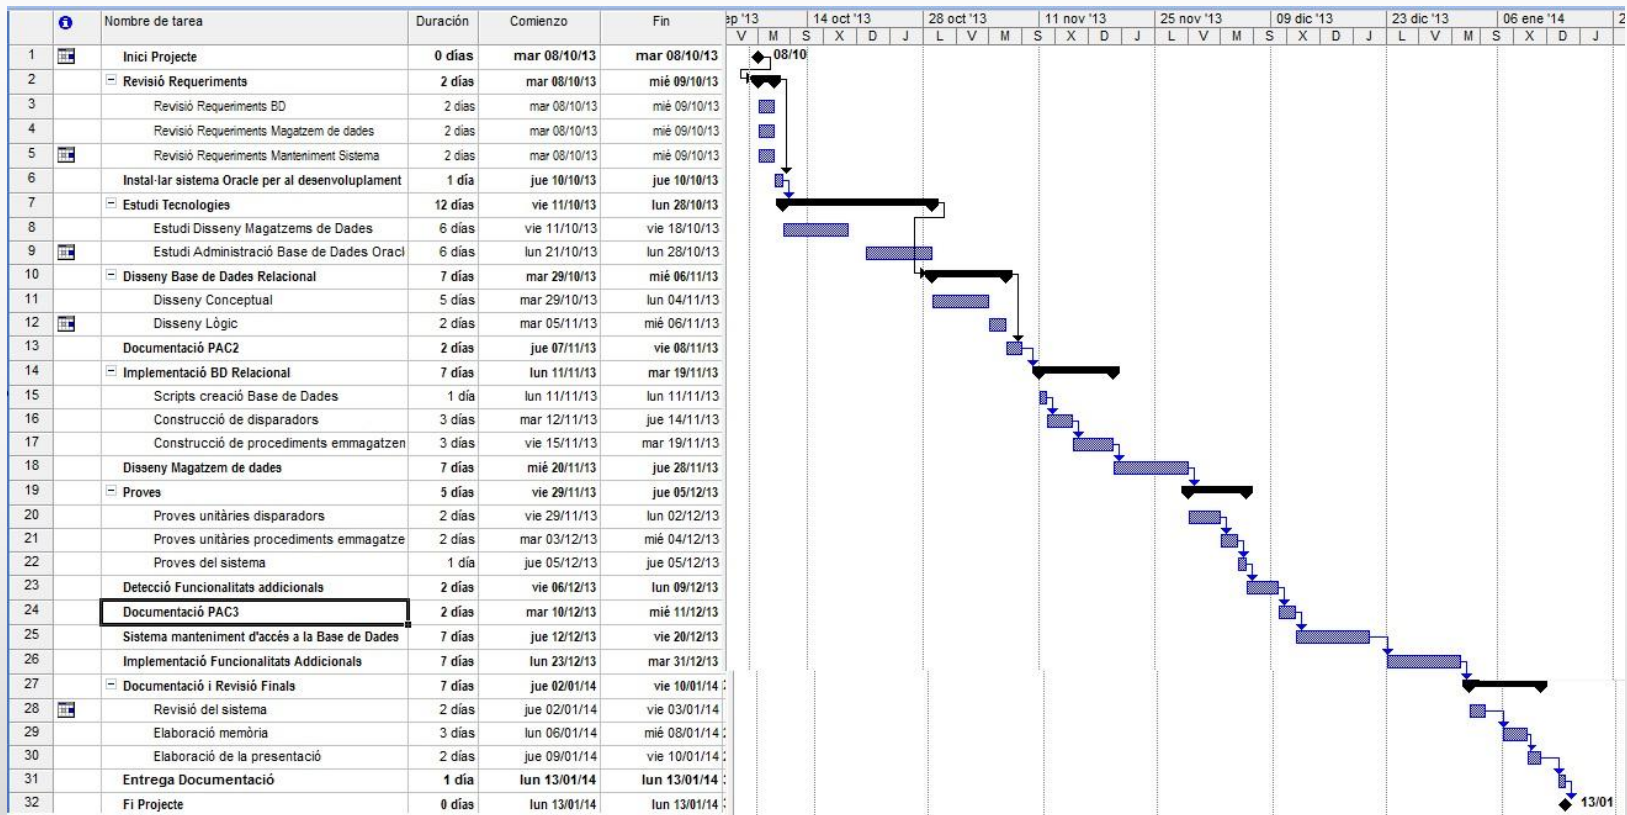 Nombre de tarea Duración Comienzo Fin ep '13 14 oct '13 28 oct '13 11 nov '13 25 nov '13 09 dic '13 23 dic '13 06 ene '14 2
V M S X D J L V M S X D J L V M S X D J L V M S X D J
1 Inici Projecte 0 días mar 08/10/13 mar 08/10/13 08/10
2 Revisió Requeriments 2 días mar 08/10/13 mié 09/10/13
3 Revisió Requeriments BD 2 días mar 08/10/13 mié 09/10/13
4 Revisió Requeriments Magatzem de dades 2 días mar 08/10/13 mié 09/10/13
5 Revisió Requeriments Manteniment Sistema 2 días mar 08/10/13 mié 09/10/13
6 Instal·lar sistema Oracle per al desenvoluplament 1 día jue 10/10/13 jue 10/10/13
7 Estudi Tecnologies 12 días vie 11/10/13 lun 28/10/13
8 Estudi Disseny Magatzems de Dades 6 días vie 11/10/13 vie 18/10/13
9 Estudi Administració Base de Dades Oracl 6 días lun 21/10/13 lun 28/10/13
10 Disseny Base de Dades Relacional 7 días mar 29/10/13 mié 06/11/13
11 Disseny Conceptual 5 días mar 29/10/13 lun 04/11/13
12 Disseny Lògic 2 días mar 05/11/13 mié 06/11/13
13 Documentació PAC2 2 días jue 07/11/13 vie 08/11/13
14 Implementació BD Relacional 7 días lun 11/11/13 mar 19/11/13
15 Scripts creació Base de Dades 1 día lun 11/11/13 lun 11/11/13
16 Construcció de disparadors 3 días mar 12/11/13 jue 14/11/13
17 Construcció de procediments emmagatzen 3 días vie 15/11/13 mar 19/11/13
18 Disseny Magatzem de dades 7 días mié 20/11/13 jue 28/11/13
19 Proves 5 días vie 29/11/13 jue 05/12/13
20 Proves unitàries disparadors 2 días vie 29/11/13 lun 02/12/13
21 Proves unitàries procediments emmagatze 2 días mar 03/12/13 mié 04/12/13
22 Proves del sistema 1 día jue 05/12/13 jue 05/12/13
23 Detecció Funcionalitats addicionals 2 días vie 06/12/13 lun 09/12/13
24 Documentació PAC3 2 días mar 10/12/13 mié 11/12/13
25 Sistema manteniment d'accés a la Base de Dades 7 días jue 12/12/13 vie 20/12/13
26 Implementació Funcionalitats Addicionals 7 días lun 23/12/13 mar 31/12/13
27 Documentació i Revisió Finals 7 días jue 02/01/14 vie 10/01/14
28 Revisió del sistema 2 días jue 02/01/14 vie 03/01/14
29 Elaboració memòria 3 días lun 06/01/14 mié 08/01/14
30 Elaboració de la presentació 2 días jue 09/01/14 vie 10/01/14
31 Entrega Documentació 1 día lun 13/01/14 lun 13/01/14
32 Fi Projecte 0 días lun 13/01/14 lun 13/01/14 13/01